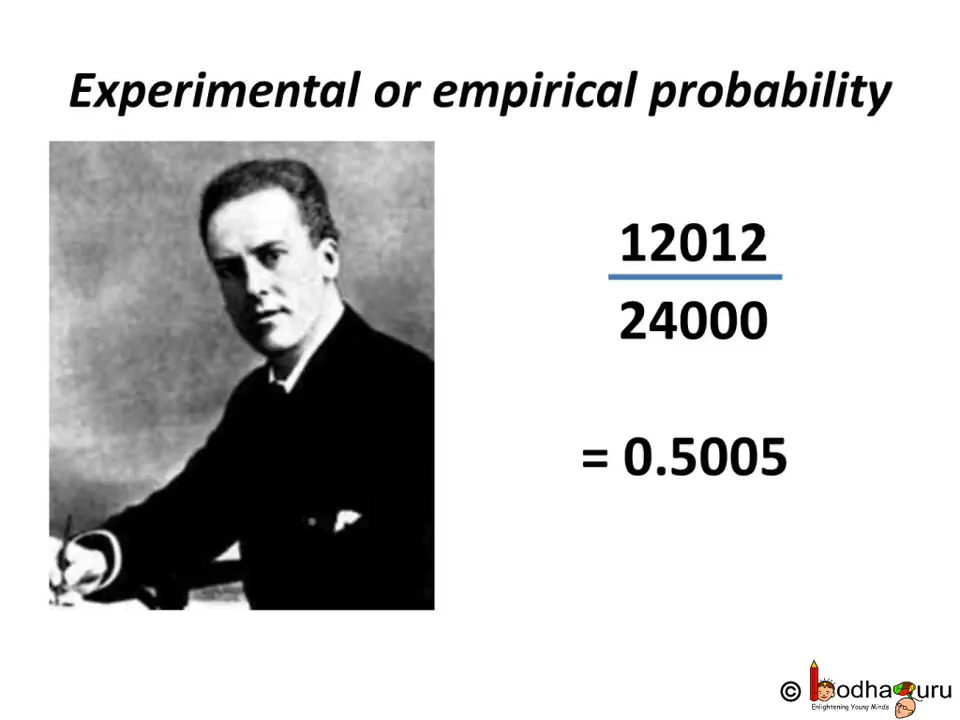 Experimental or empirical probability
12012
24000
= 0.5005
© bodhaguru
Enlightening Young Minds